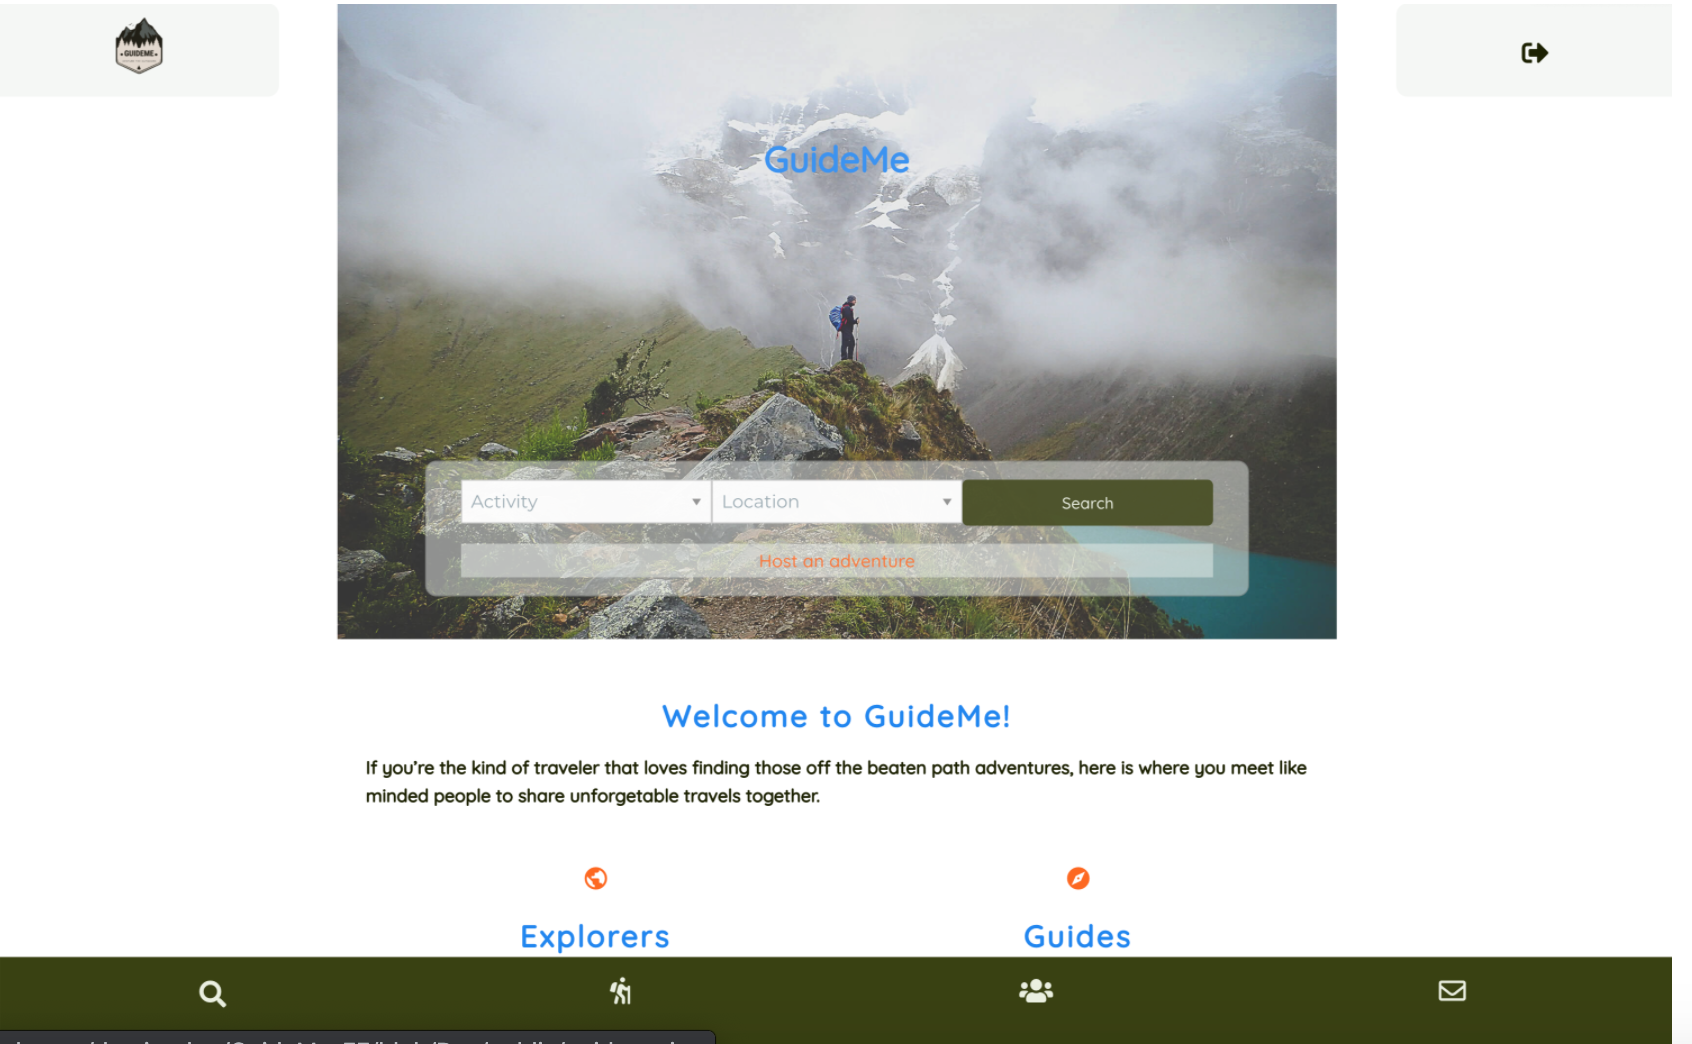 GUIDEME
GuideMe
Activity
Location
Search
Host an adventure
Welcome to GuideMe!
If you're the kind of traveler that loves finding those off the beaten path adventures, here is where you meet like
minded people to share unforgetable travels together.
Explorers
Guides